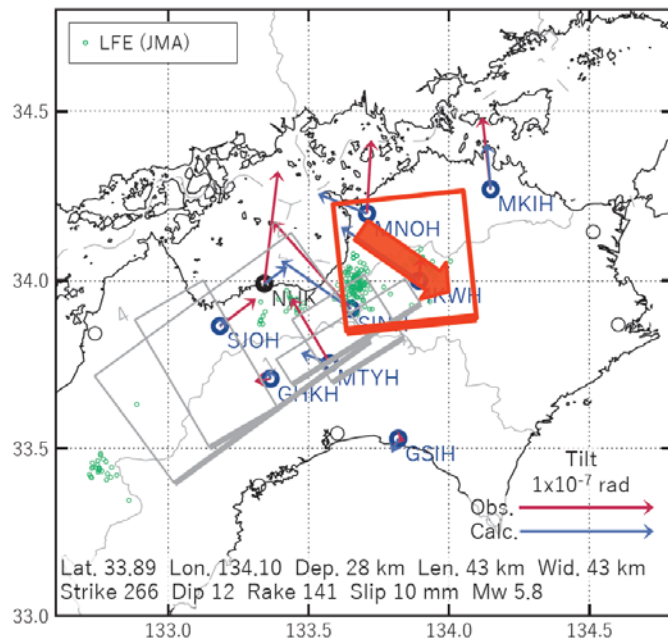 LFE (JMA)
34.5
MKIH
MNOH
34.0
NHK
KWH
SJOH
4
GHKH
MTYH
33.5
GSIH
Tilt
1x10-7 rad
Obs.
Calc.
Lat. 33.89 Lon. 134.10 Dep. 28 km Len. 43 km Wid. 43 km
Strike 266 Dip 12 Rake 141 Slip 10 mm Mw 5.8
33.0
133.0 133.5 134.0 134.5